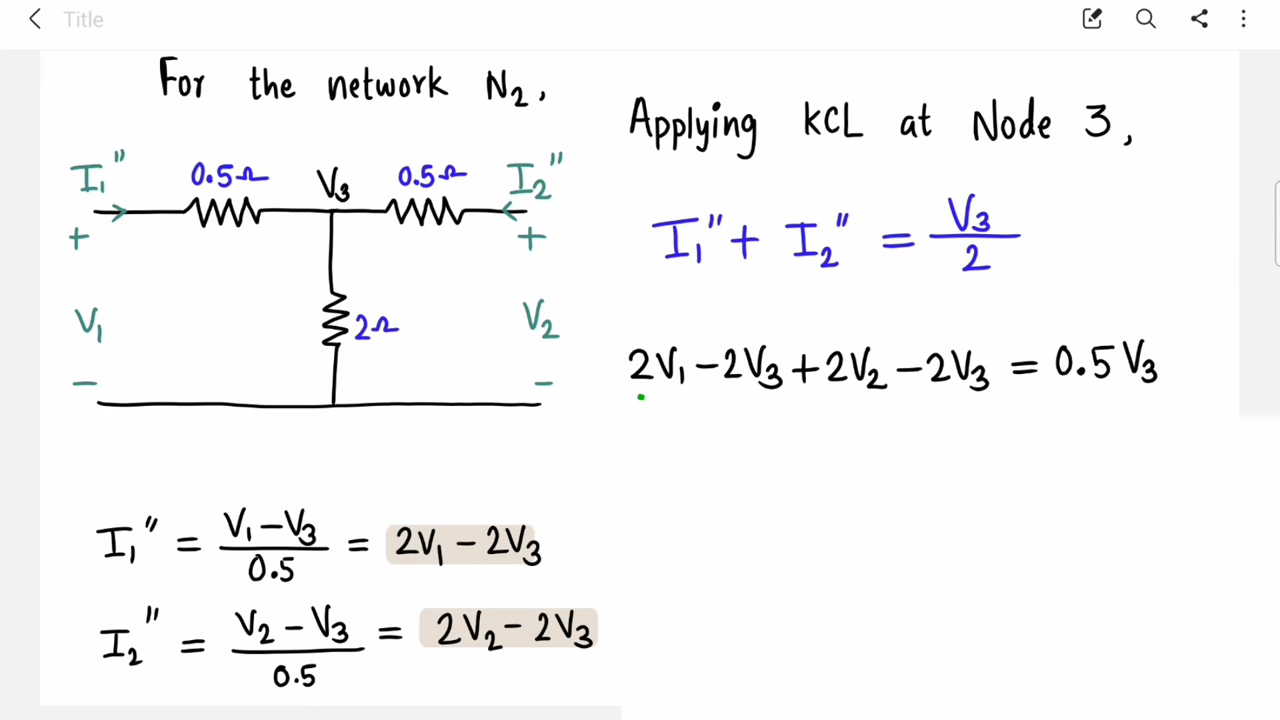 Title
For the network N₂,
I₁" 0.5Ω V₃ 0.5Ω I₂"
+ +
V₁ 2Ω V₂
− −
I₁" = (V₁ − V₃)/0.5 = 2V₁ − 2V₃
I₂" = (V₂ − V₃)/0.5 = 2V₂ − 2V₃
Applying KCL at Node 3,
I₁" + I₂" = V₃/2
2V₁ − 2V₃ + 2V₂ − 2V₃ = 0.5V₃